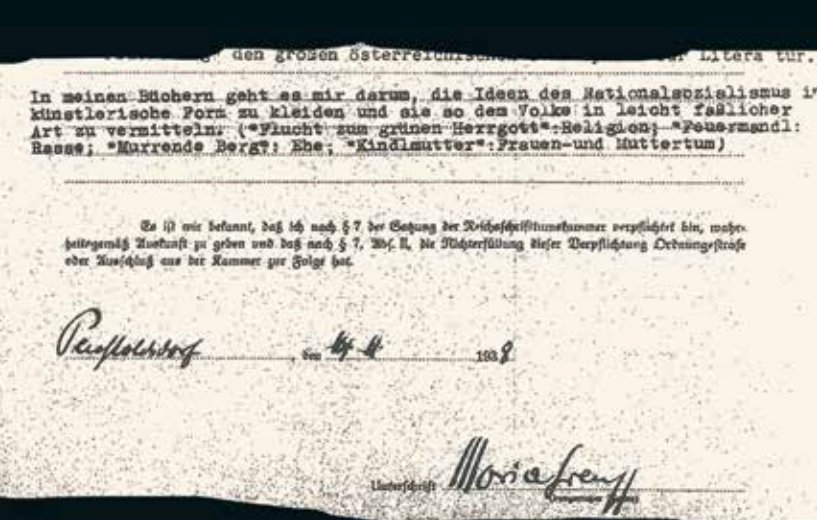 den großen österreichischen Litera tur.
In meinen Büchern geht es mir darum, die Ideen des Nationalsozialismus in
künstlerische Form zu kleiden und sie so dem Volke in leicht faßlicher
Art zu vermitteln. ("Flucht zum grünen Herrgott":Religion; "Feuermandl:
Rasse; "Murrende Berg": Ehe; "Kindlmutter":Frauen-und Muttertum)
Es ist mir bekannt, daß ich nach § 7 der Satzung der Reichsschrifttumskammer verpflichtet bin, wahr-
heitsgemäß Auskunft zu geben und daß nach § 7, Abs. II, die Nichterfüllung dieser Verpflichtung Ordnungsstrafe
oder Ausschluß aus der Kammer zur Folge hat.
Perchtoldsdorf, den 1938
Unterschrift Maria Grengg